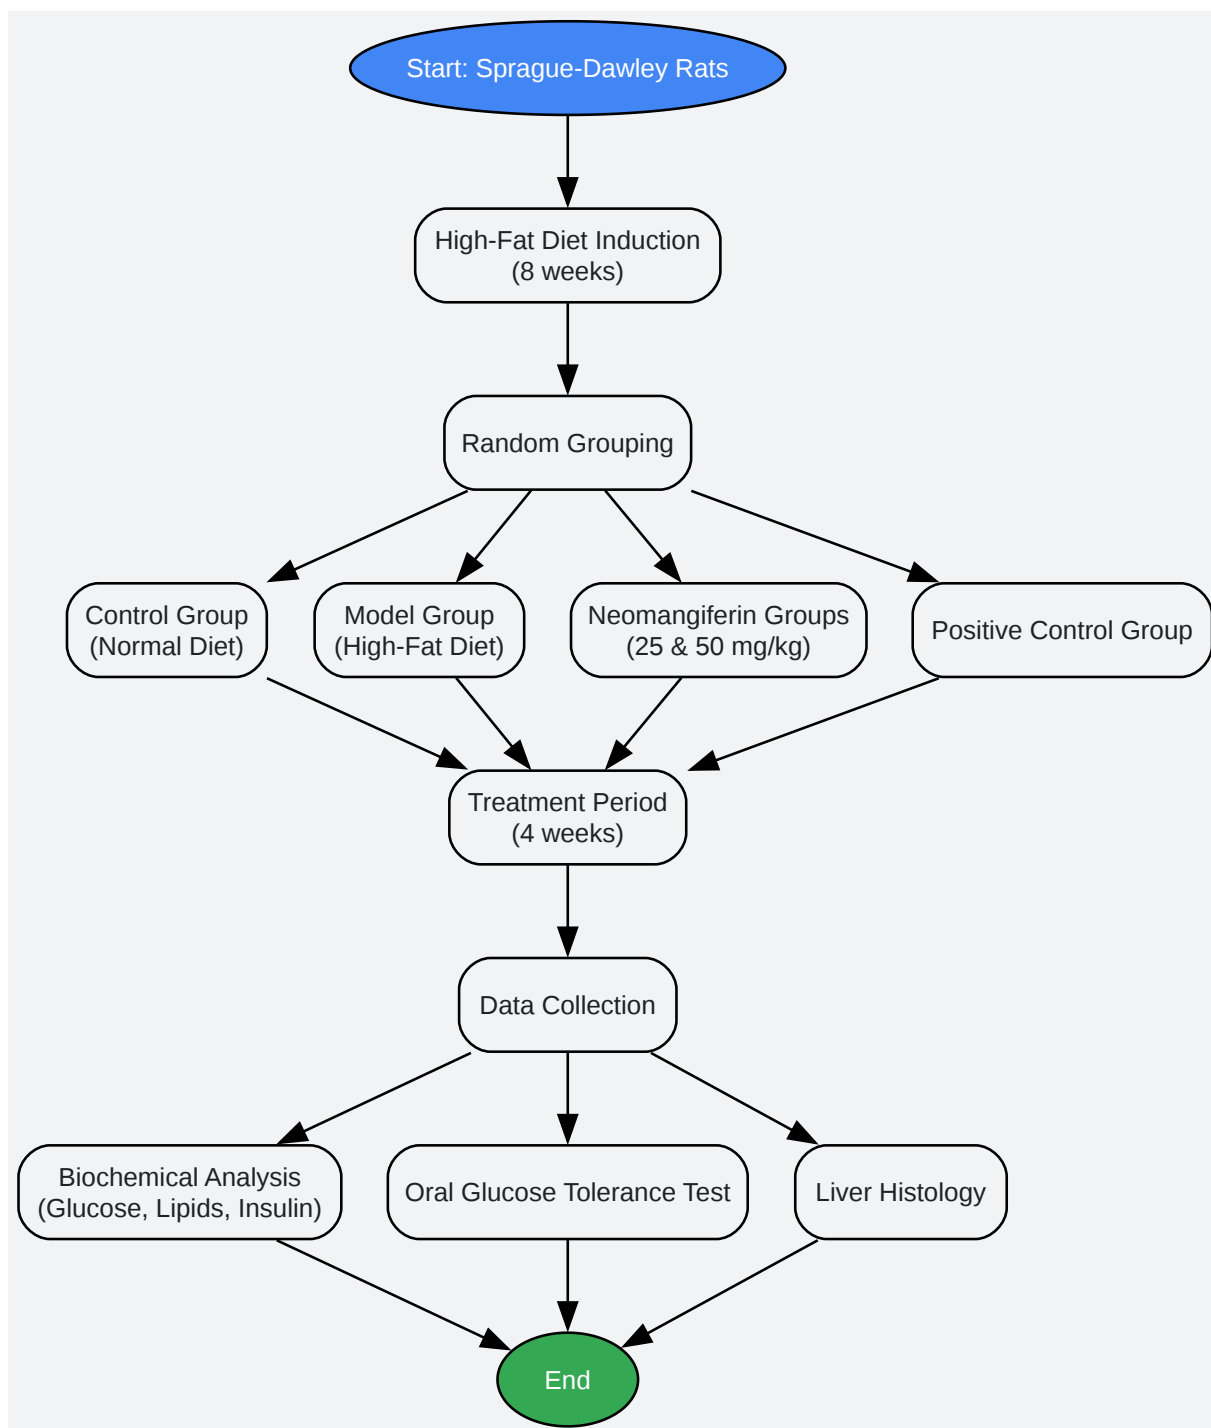 Start: Sprague-Dawley Rats
High-Fat Diet Induction
(8 weeks)
Random Grouping
Control Group
(Normal Diet)
Model Group
(High-Fat Diet)
Neomangiferin Groups
(25 & 50 mg/kg)
Positive Control Group
Treatment Period
(4 weeks)
Data Collection
Biochemical Analysis
(Glucose, Lipids, Insulin)
Oral Glucose Tolerance Test
Liver Histology
End